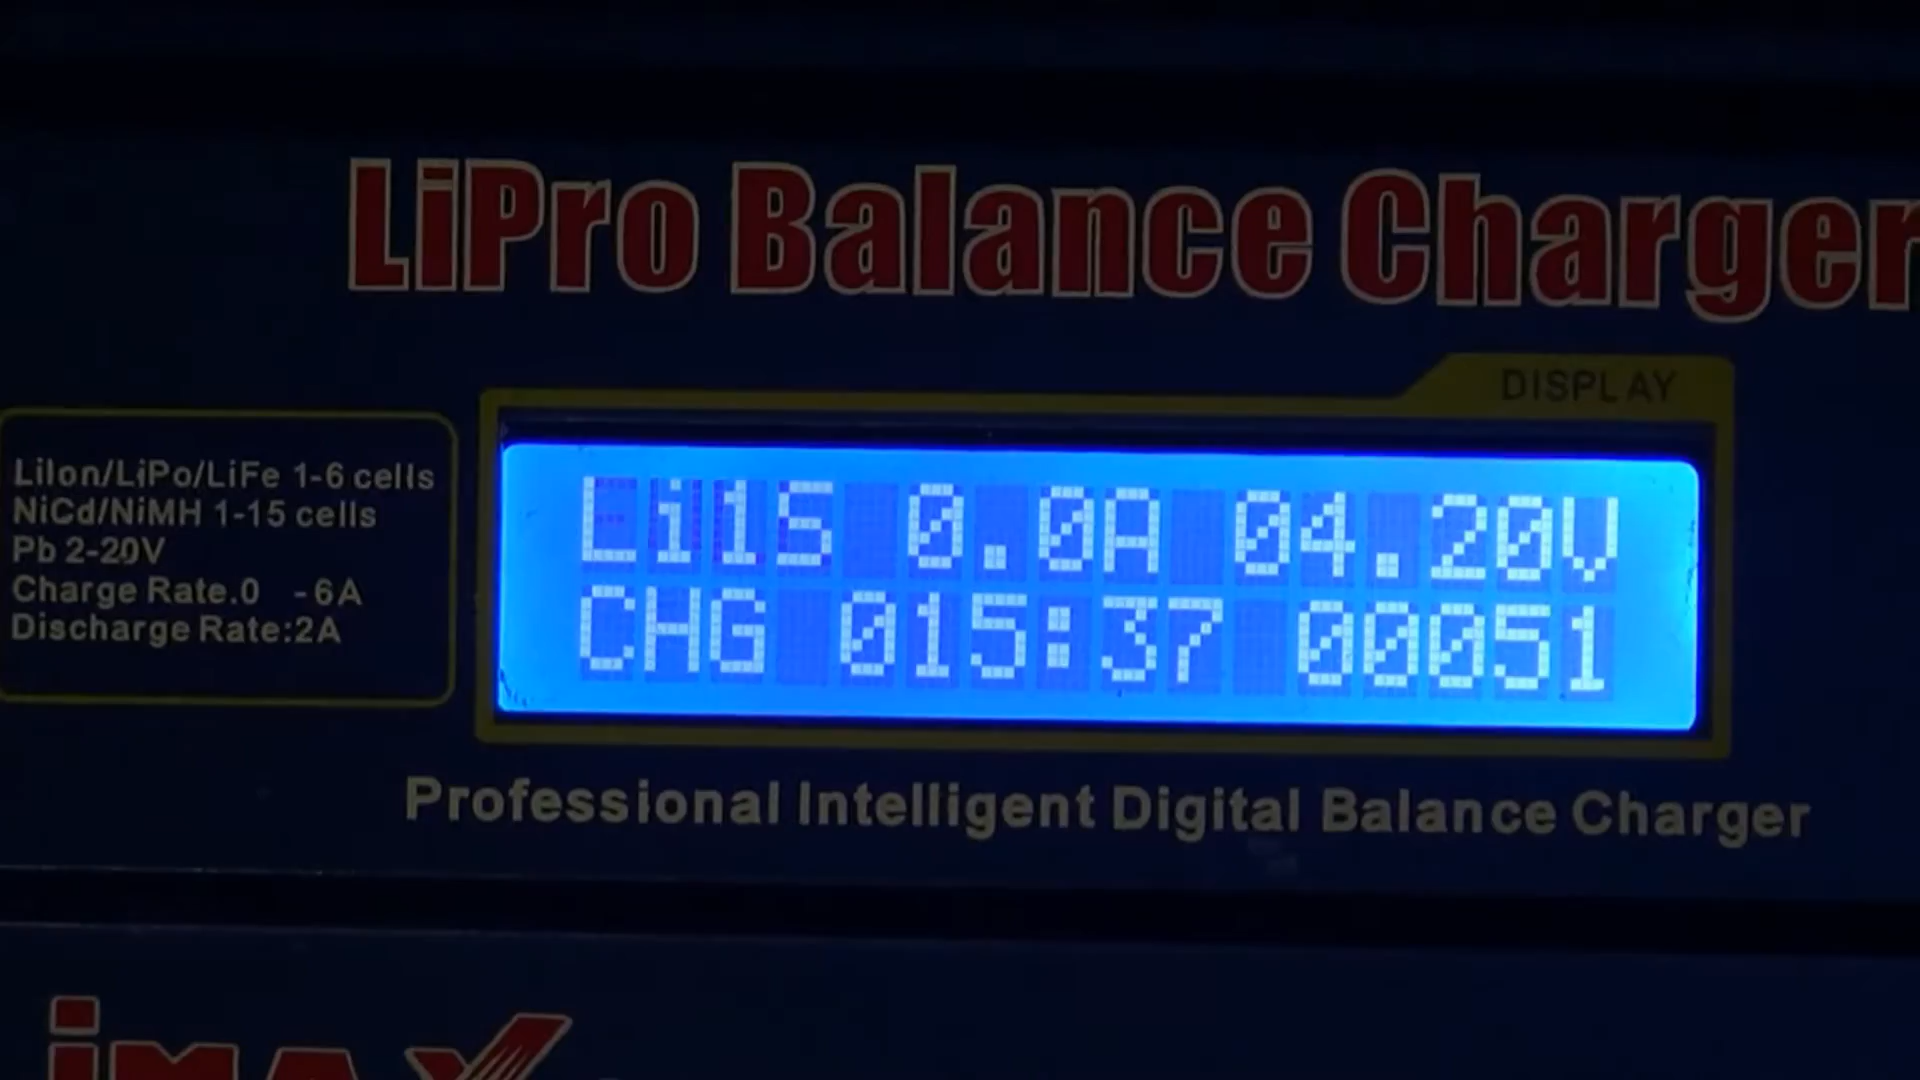 LiPro Balance Charger
DISPLAY
LiIon/LiPo/LiFe 1-6 cells
NiCd/NiMH 1-15 cells
Pb 2-20V
Charge Rate.0 -6A
Discharge Rate:2A
Li1S 0.0A 04.20V
CHG 015:37 00051
Professional Intelligent Digital Balance Charger
imax